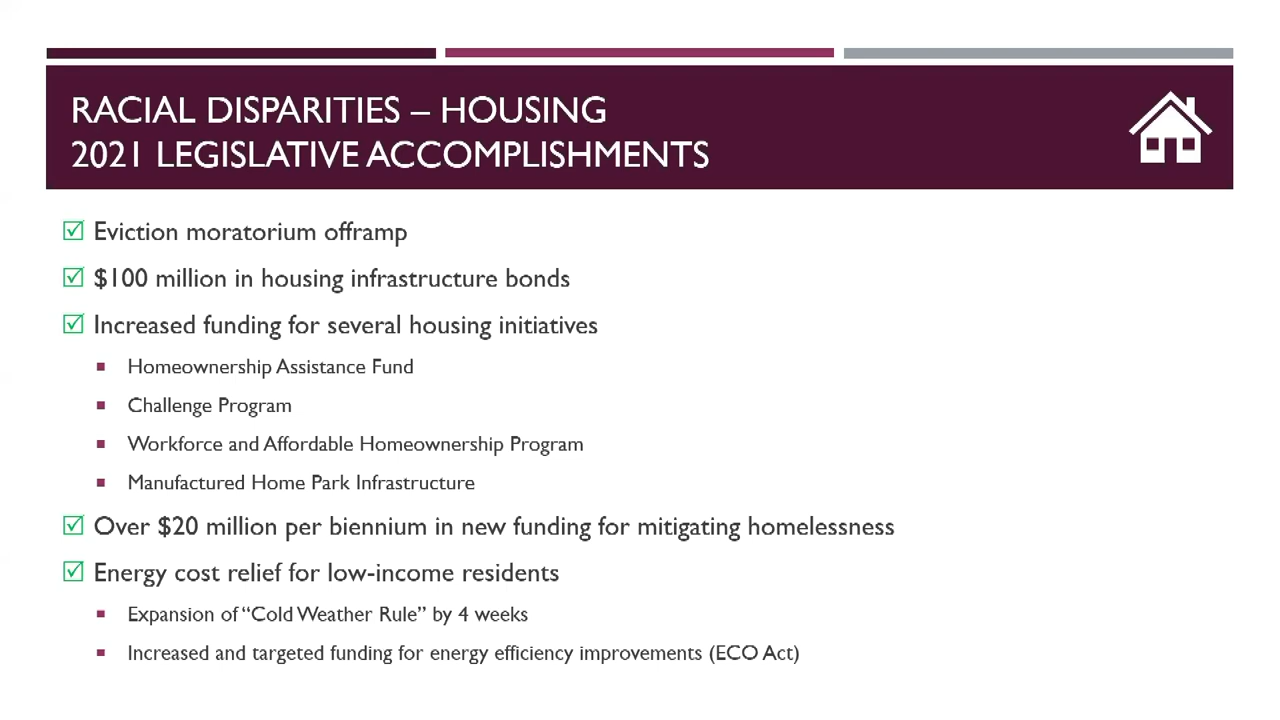 RACIAL DISPARITIES – HOUSING
2021 LEGISLATIVE ACCOMPLISHMENTS
Eviction moratorium offramp
$100 million in housing infrastructure bonds
Increased funding for several housing initiatives
Homeownership Assistance Fund
Challenge Program
Workforce and Affordable Homeownership Program
Manufactured Home Park Infrastructure
Over $20 million per biennium in new funding for mitigating homelessness
Energy cost relief for low-income residents
Expansion of “Cold Weather Rule” by 4 weeks
Increased and targeted funding for energy efficiency improvements (ECO Act)